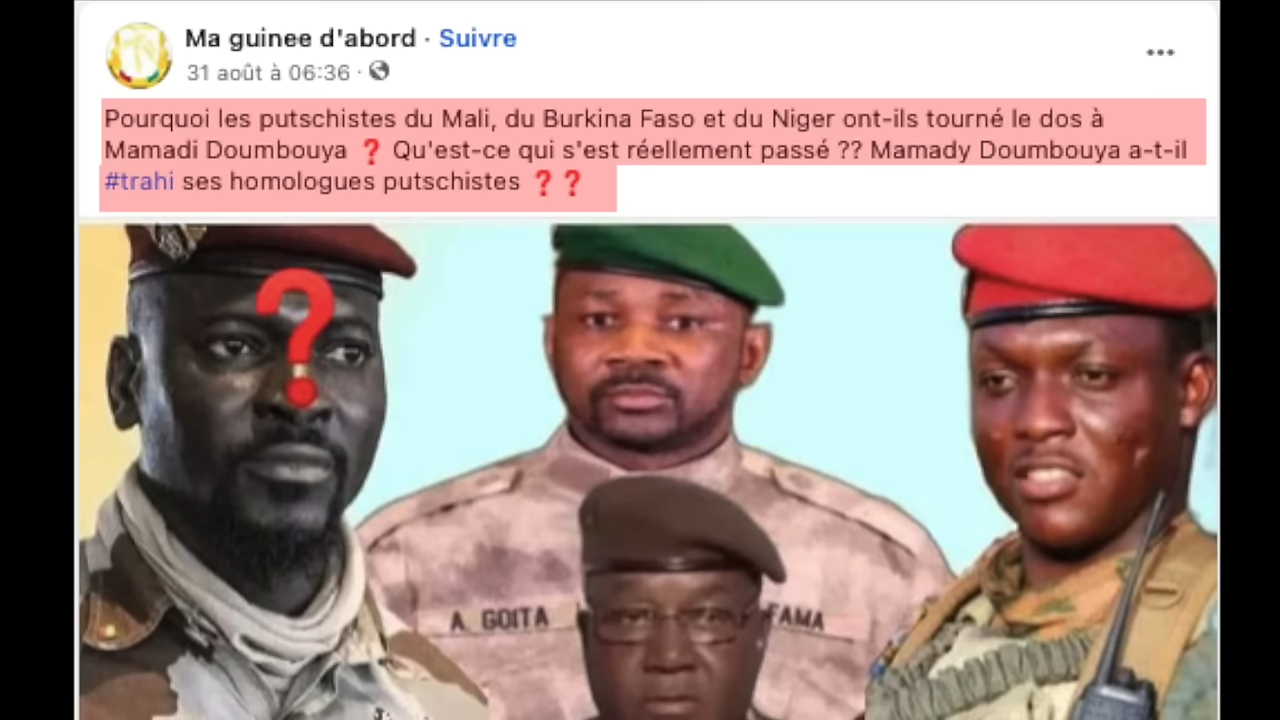 Ma guinee d'abord · Suivre
31 août à 06:36 ·
Pourquoi les putschistes du Mali, du Burkina Faso et du Niger ont-ils tourné le dos à
Mamadi Doumbouya ❓ Qu'est-ce qui s'est réellement passé ?? Mamady Doumbouya a-t-il
#trahi ses homologues putschistes ❓❓
❓
A. GOITA FAMA